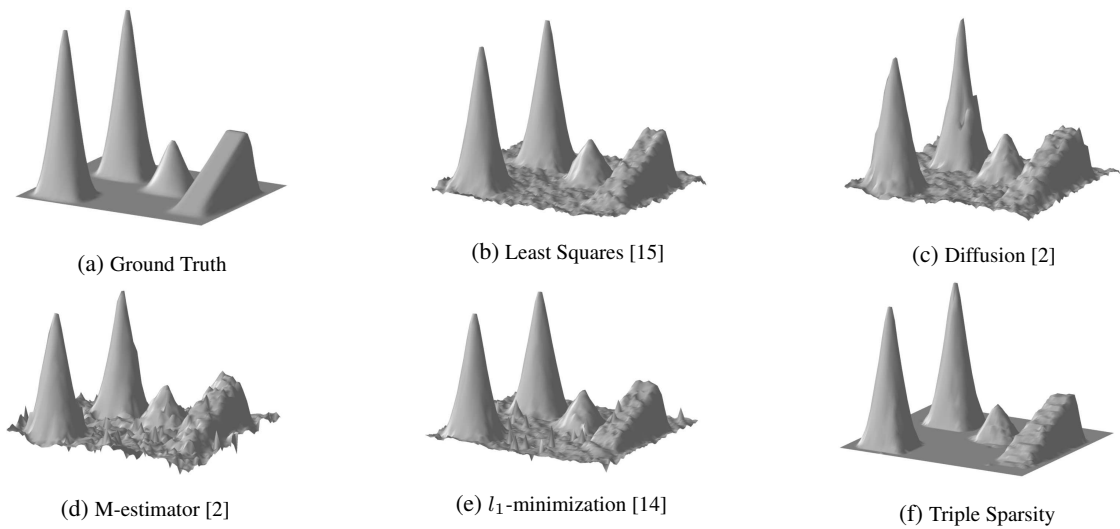 (a) Ground Truth
(b) Least Squares [15]
(c) Diffusion [2]
(d) M-estimator [2]
(e) l₁-minimization [14]
(f) Triple Sparsity